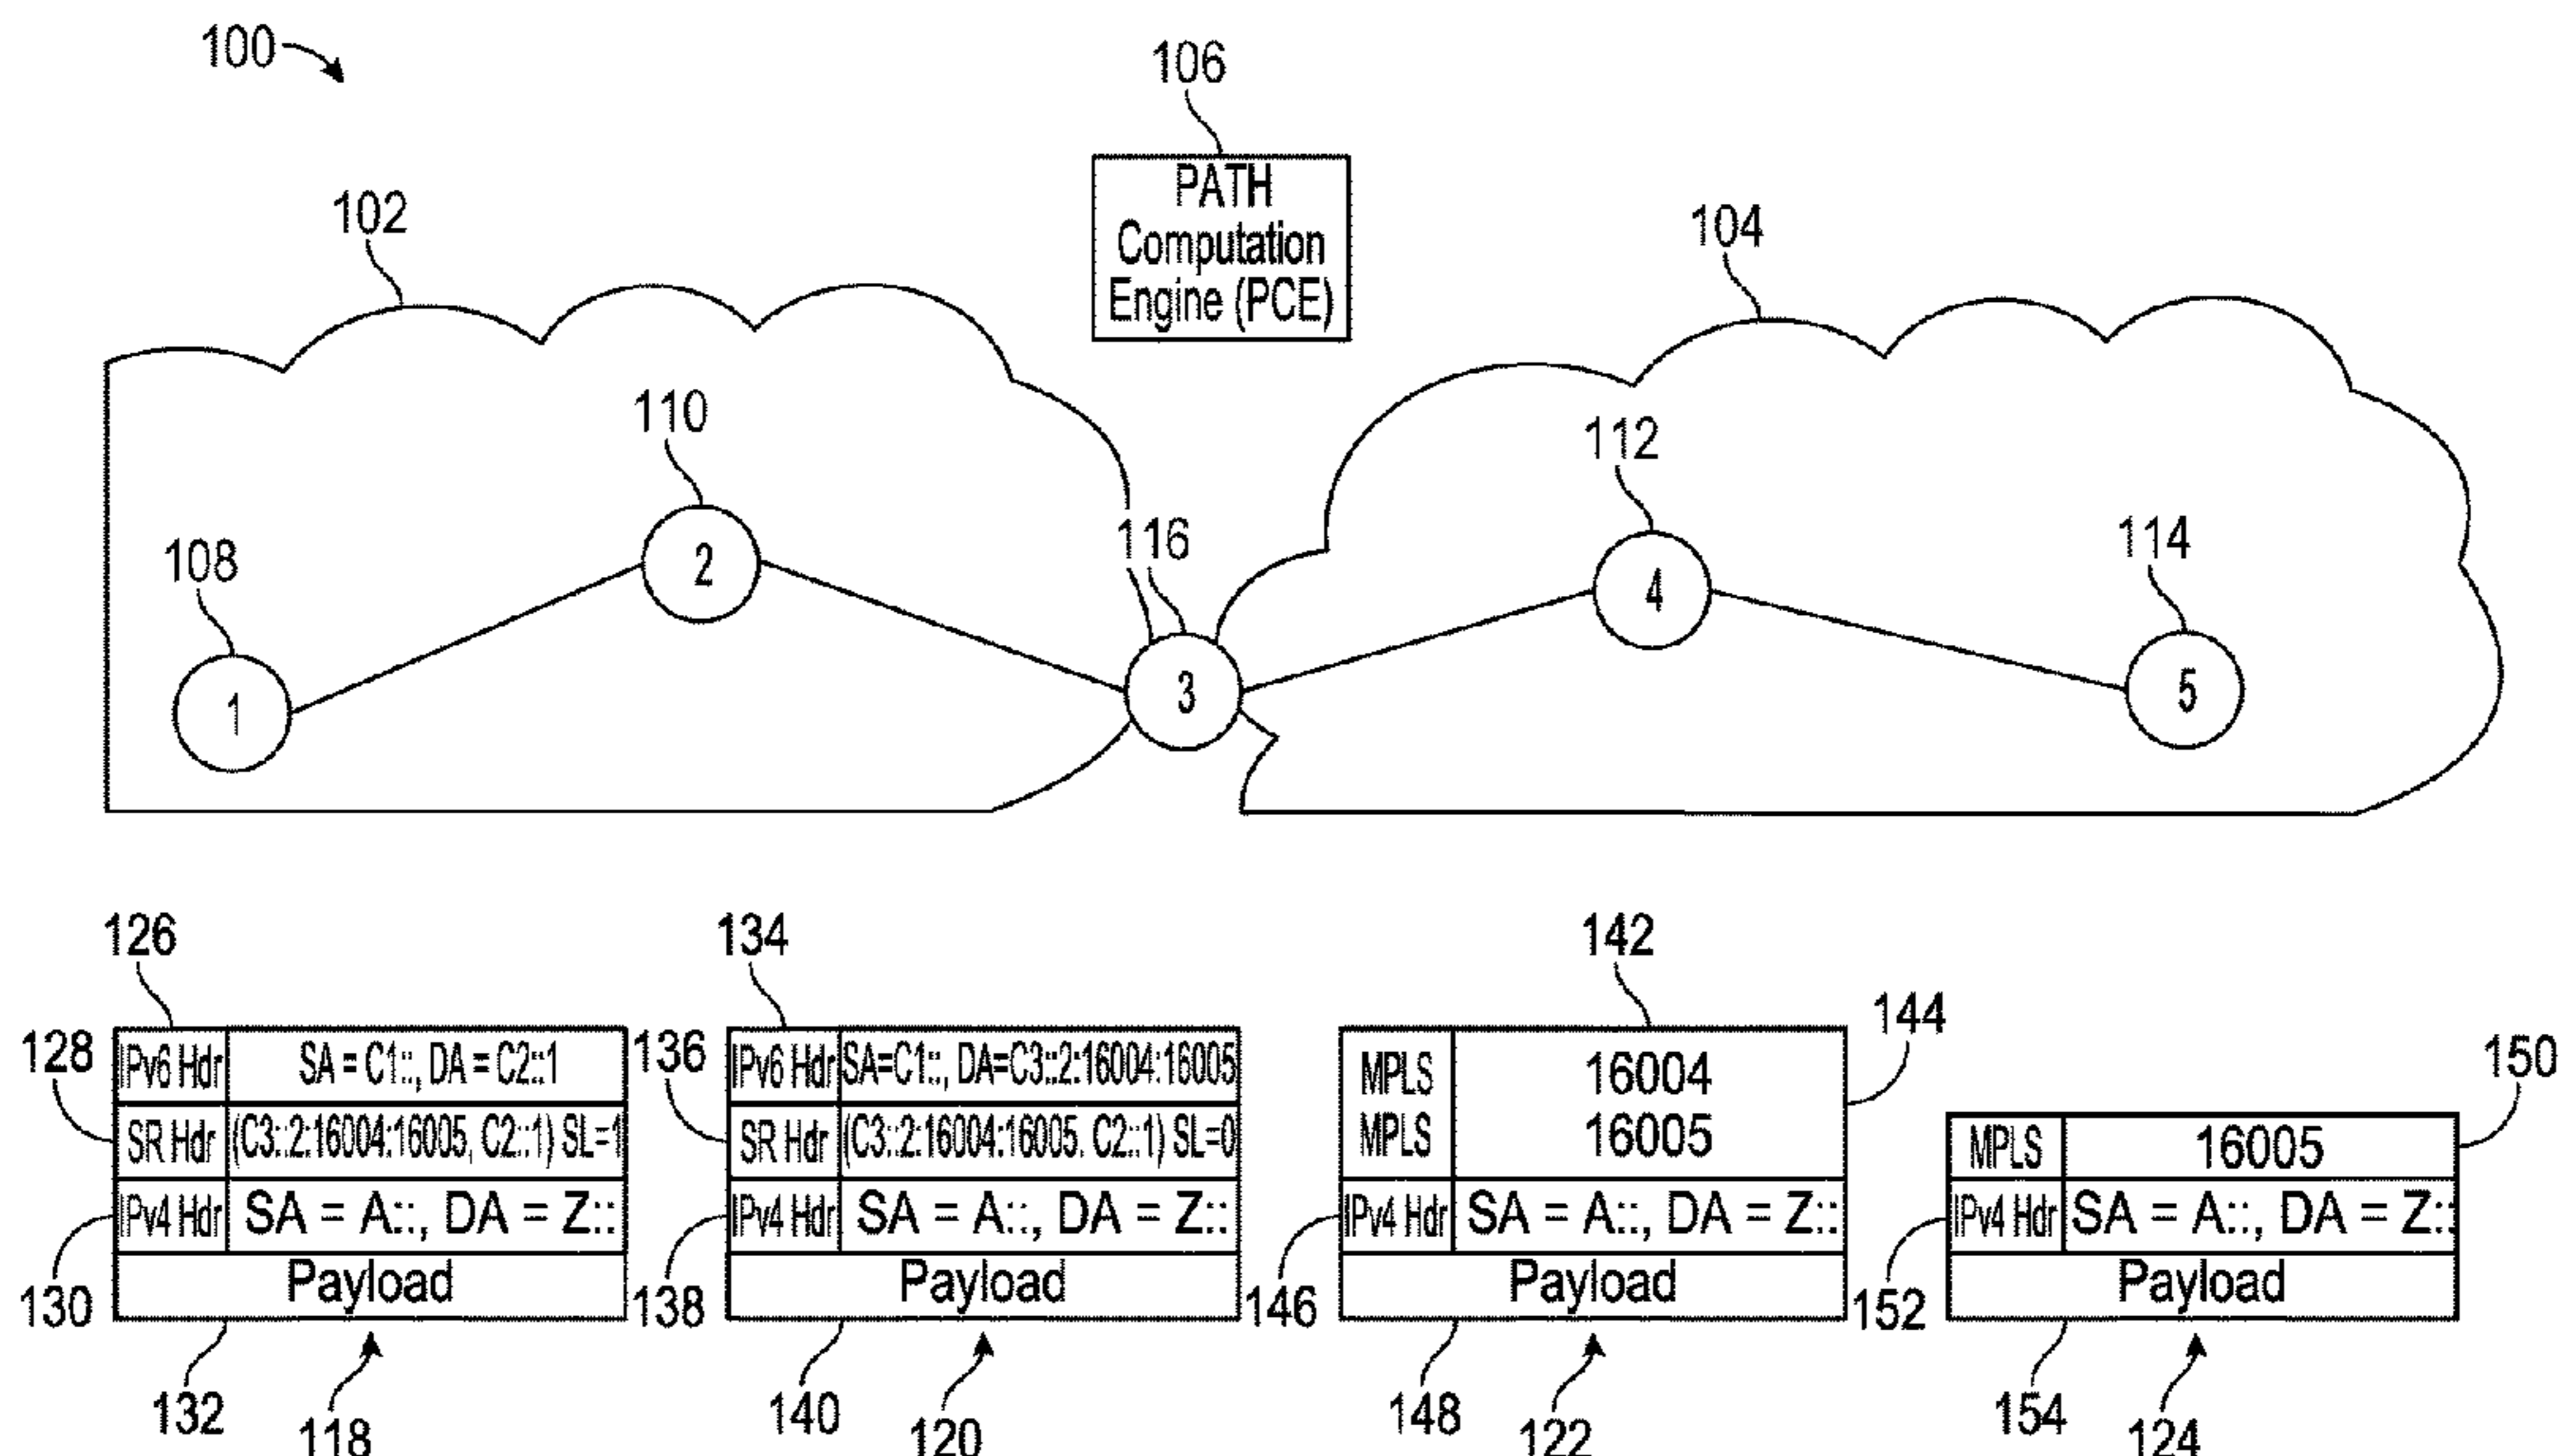 100
106
PATH
Computation
Engine (PCE)
102
104
110
112
116
108
114
2
4
1
3
5
126
134
142
144
128
136
150
IPv6 Hdr SA = C1::, DA = C2::1
SR Hdr (C3::2:16004:16005, C2::1) SL=1
IPv4 Hdr SA = A::, DA = Z::
Payload
IPv6 Hdr SA=C1::, DA=C3::2:16004:16005
SR Hdr (C3::2:16004:16005. C2::1) SL=0
IPv4 Hdr SA = A::, DA = Z::
Payload
MPLS 16004
MPLS 16005
IPv4 Hdr SA = A::, DA = Z::
Payload
MPLS 16005
IPv4 Hdr SA = A::, DA = Z::
Payload
130
138
146
152
132
118
140
120
148
122
154
124